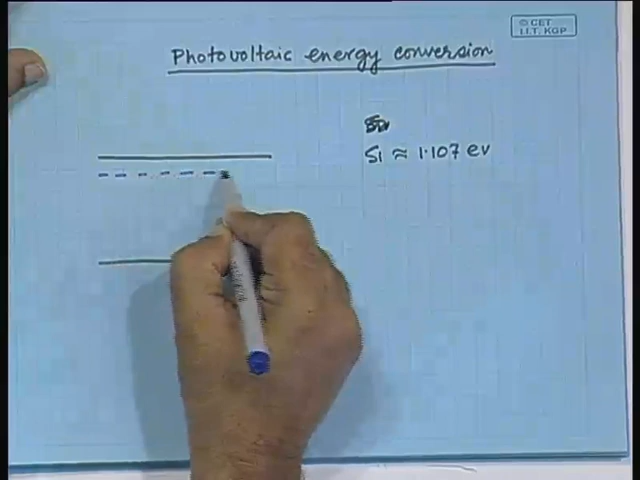 © CET
I.I.T. KGP
Photovoltaic energy conversion
Si ≈ 1.107 ev